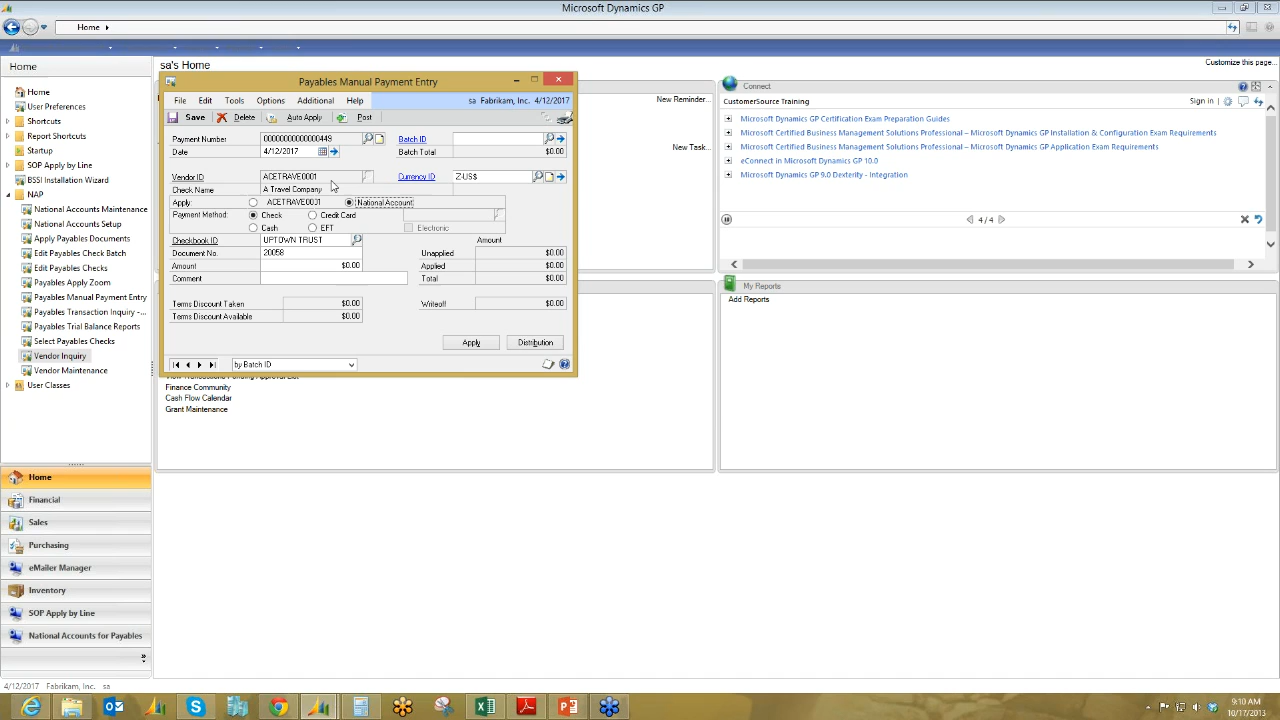 Microsoft Dynamics GP
Home
Home
sa's Home
Customize this page...
Home
User Preferences
Shortcuts
Report Shortcuts
Startup
SOP Apply by Line
BSSI Installation Wizard
NAP
National Accounts Maintenance
National Accounts Setup
Apply Payables Documents
Edit Payables Check Batch
Edit Payables Checks
Payables Apply Zoom
Payables Manual Payment Entry
Payables Transaction Inquiry -...
Payables Trial Balance Reports
Select Payables Checks
Vendor Inquiry
Vendor Maintenance
User Classes
Home
Financial
Sales
Purchasing
eMailer Manager
Inventory
SOP Apply by Line
National Accounts for Payables
Payables Manual Payment Entry
File Edit Tools Options Additional Help sa Fabrikam, Inc. 4/12/2017
Save Delete Auto Apply Post
Payment Number 00000000000000449 Batch ID
Date 4/12/2017 Batch Total $0.00
Vendor ID ACETRAVE0001 Currency ID Z-US$
Check Name A Travel Company
Apply: ACETRAVE0001 National Account
Payment Method: Check Credit Card
Cash EFT Electronic
Checkbook ID UPTOWN TRUST Amount
Document No. 20058 Unapplied $0.00
Amount $0.00 Applied $0.00
Comment Total $0.00
Terms Discount Taken $0.00 Writeoff $0.00
Terms Discount Available $0.00
Apply Distribution
by Batch ID
Finance Community
Cash Flow Calendar
Grant Maintenance
New Reminder...
New Task...
Connect
CustomerSource Training Sign in
Microsoft Dynamics GP Certification Exam Preparation Guides
Microsoft Certified Business Management Solutions Professional – Microsoft Dynamics GP Installation & Configuration Exam Requirements
Microsoft Certified Business Management Solutions Professional – Microsoft Dynamics GP Application Exam Requirements
eConnect in Microsoft Dynamics GP 10.0
Microsoft Dynamics GP 9.0 Dexterity - Integration
4 / 4
My Reports
Add Reports
4/12/2017 Fabrikam, Inc. sa
9:10 AM
10/17/2013